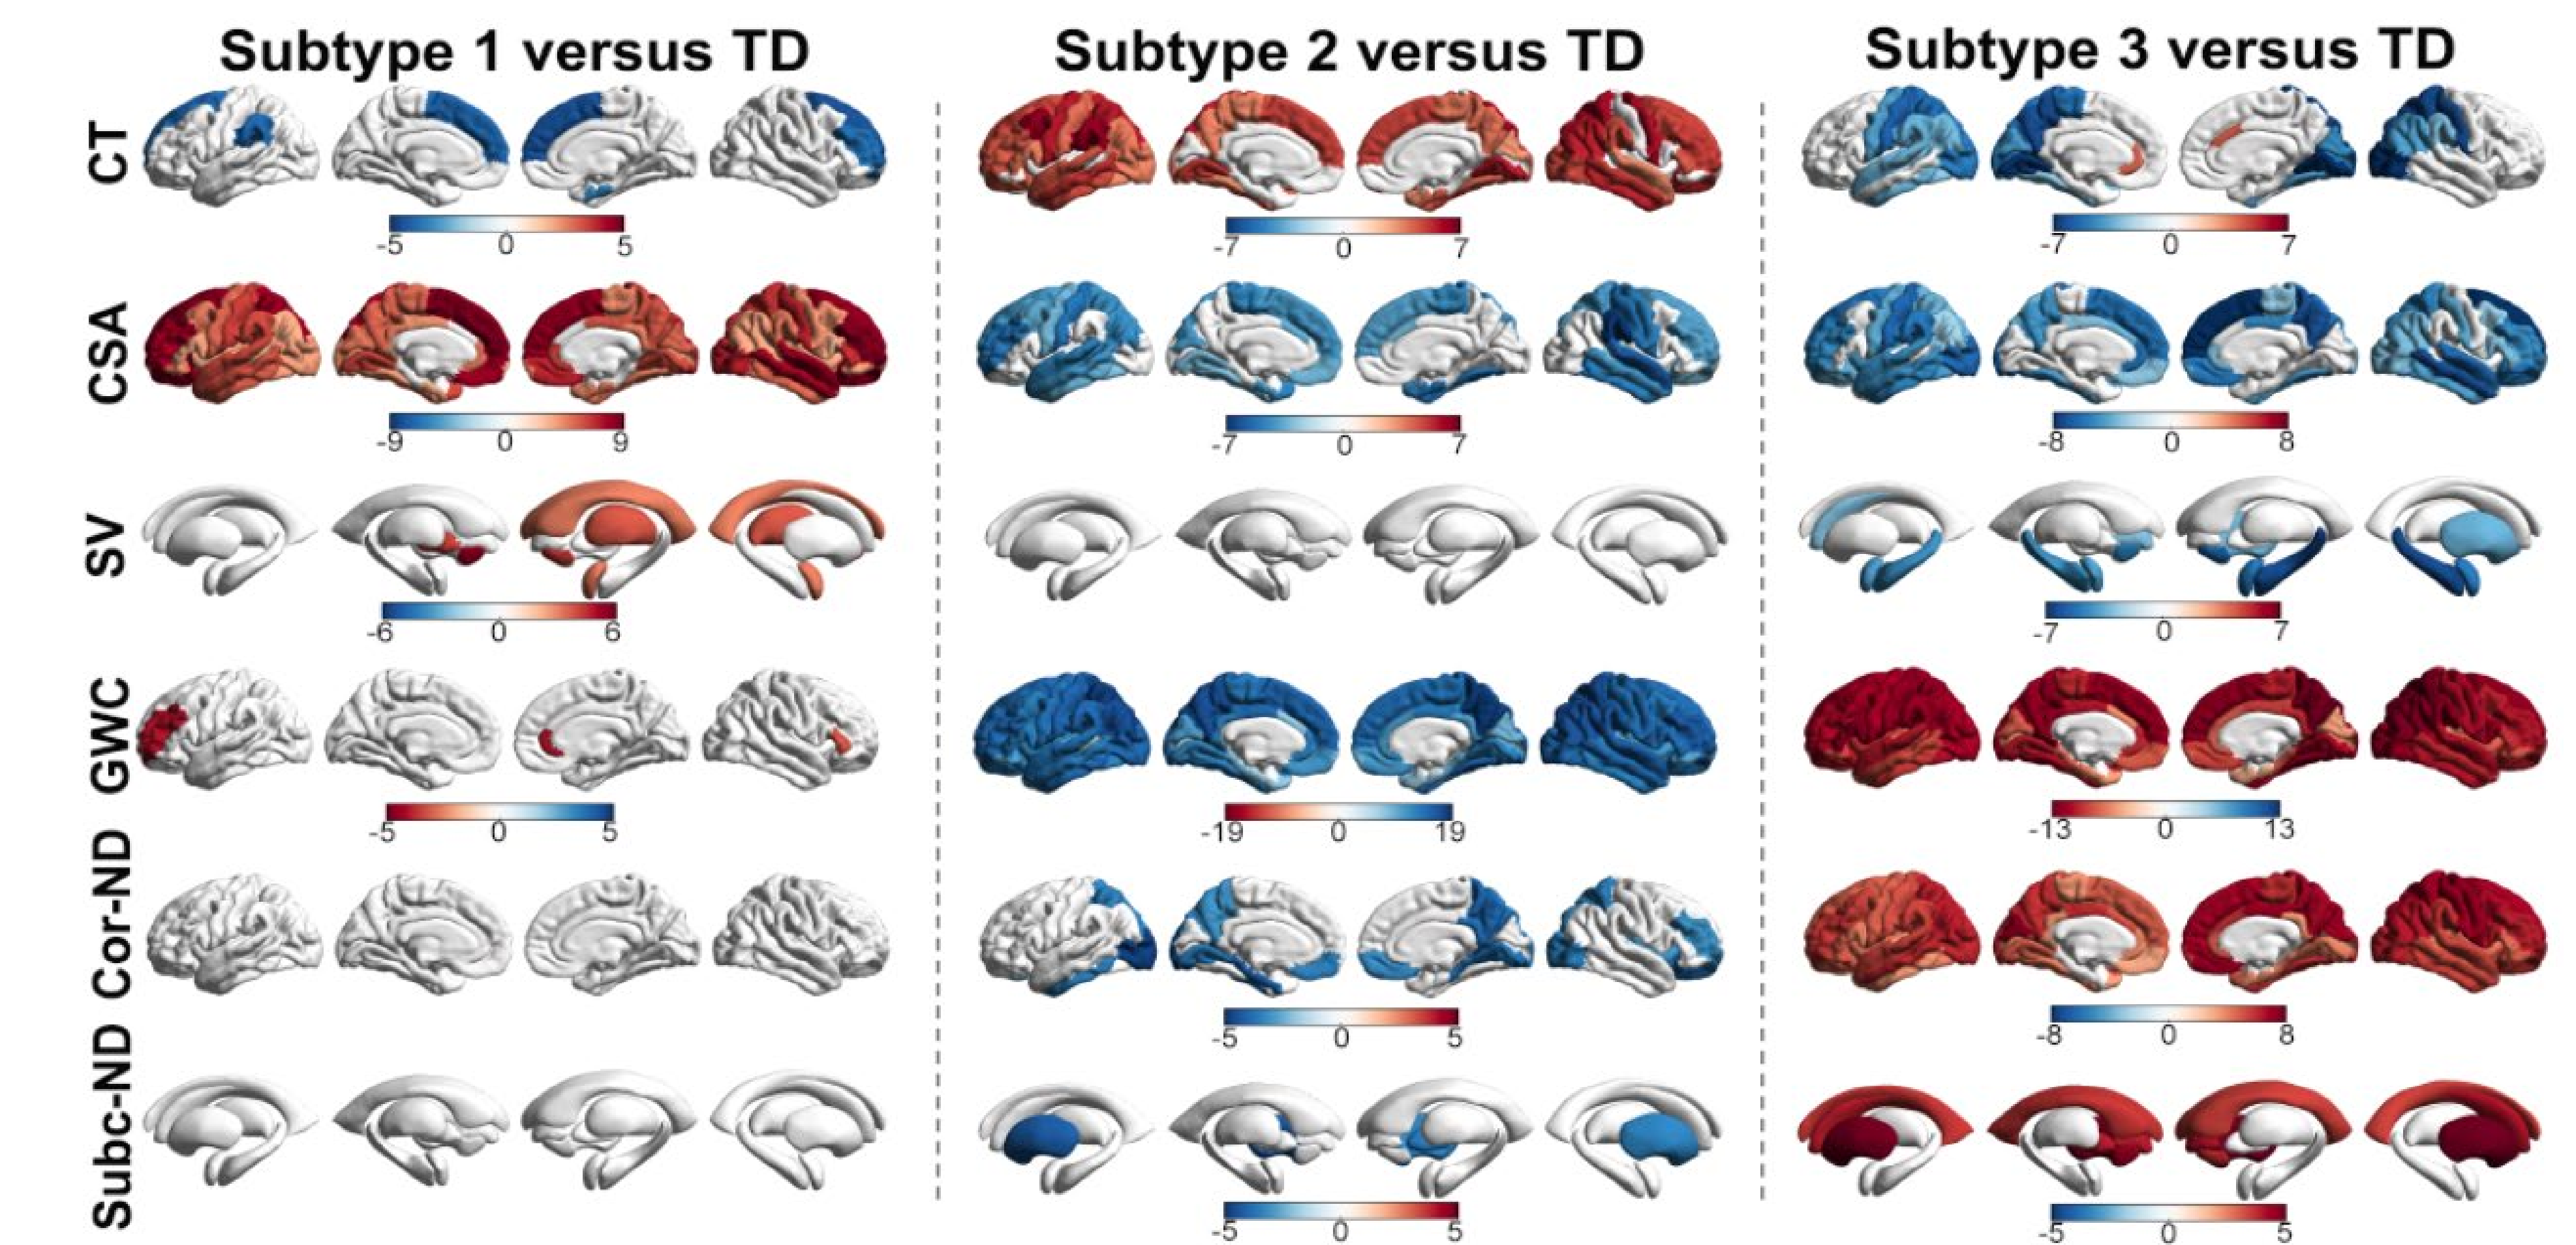 Subtype 1 versus TD
Subtype 2 versus TD
Subtype 3 versus TD
CT
-5 0 5
-7 0 7
-7 0 7
CSA
-9 0 9
-7 0 7
-8 0 8
SV
-6 0 6
-7 0 7
GWC
-5 0 5
-19 0 19
-13 0 13
Cor-ND
-5 0 5
-8 0 8
Subc-ND
-5 0 5
-5 0 5